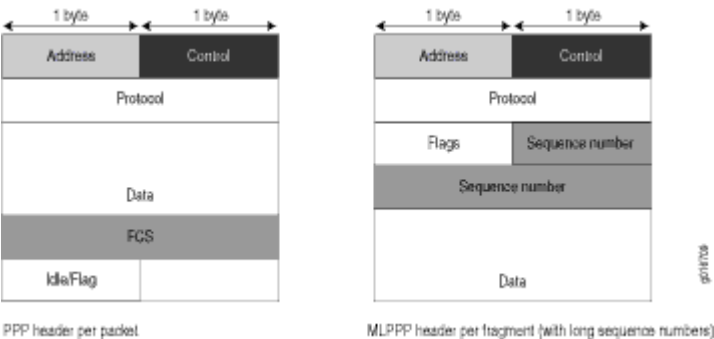 1 byte 1 byte
Address Control
Protocol
Data
FCS
Idle/Flag
PPP header per packet
1 byte 1 byte
Address Control
Protocol
Flags Sequence number
Sequence number
Data
MLPPP header per fragment (with long sequence numbers)
g016709